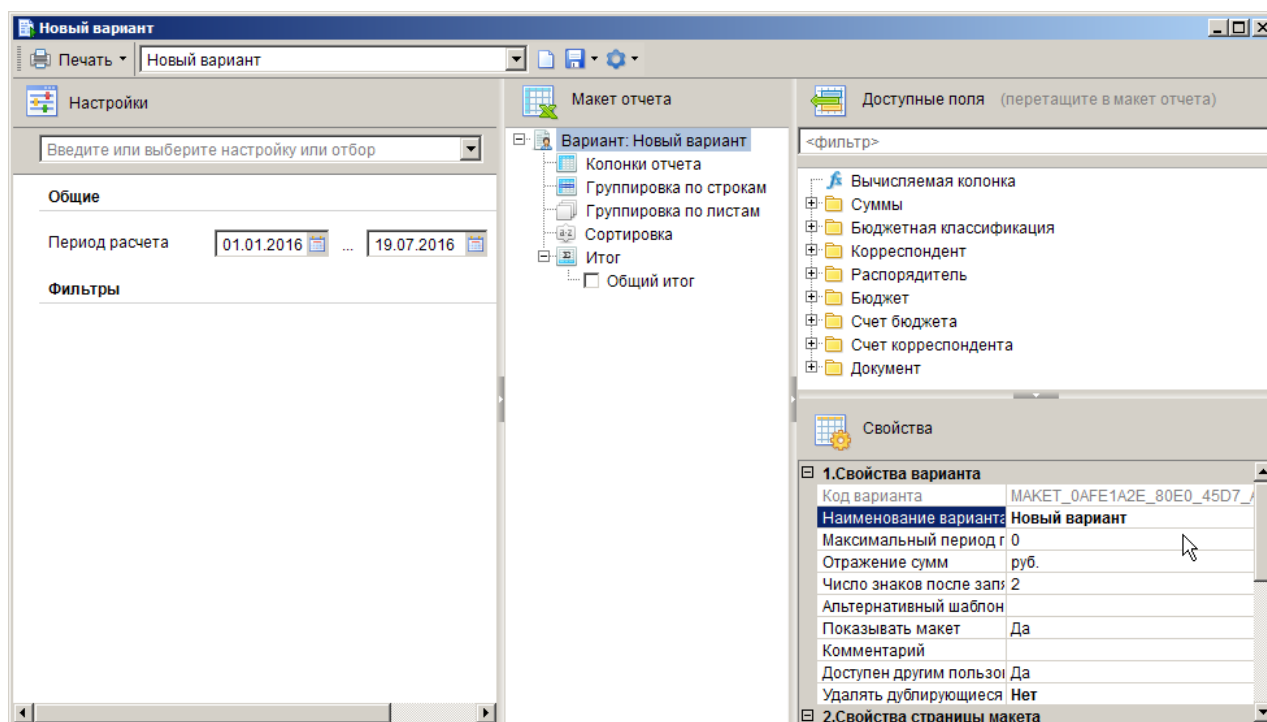 Новый вариант
Печать Новый вариант
Настройки
Введите или выберите настройку или отбор
Общие
Период расчета 01.01.2016 ... 19.07.2016
Фильтры
Макет отчета
Вариант: Новый вариант
Колонки отчета
Группировка по строкам
Группировка по листам
Сортировка
Итог
Общий итог
Доступные поля (перетащите в макет отчета)
<фильтр>
Вычисляемая колонка
Суммы
Бюджетная классификация
Корреспондент
Распорядитель
Бюджет
Счет бюджета
Счет корреспондента
Документ
Свойства
1.Свойства варианта
Код варианта MAKET_0AFE1A2E_80E0_45D7_
Наименование варианта Новый вариант
Максимальный период 0
Отражение сумм руб.
Число знаков после запя 2
Альтернативный шаблон
Показывать макет Да
Комментарий
Доступен другим пользо Да
Удалять дублирующиеся Нет
2.Свойства страницы макета